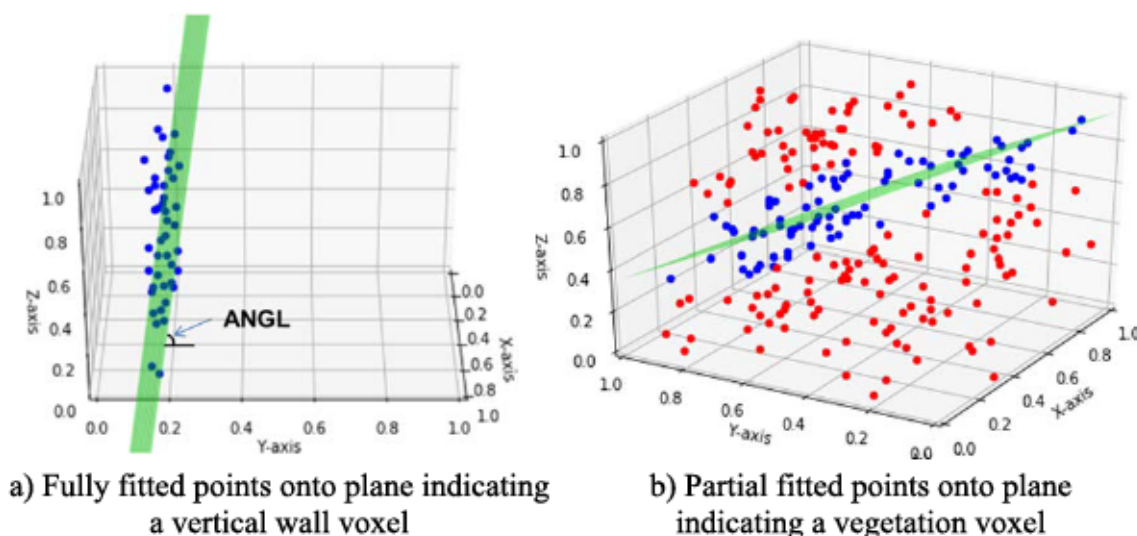 1.0
0.8
0.6
0.4
0.2
0.0
Z-axis
ANGL
0.0
0.2
0.4
0.6
0.8
1.0
X-axis
0.0 0.2 0.4 0.6 0.8 1.0
Y-axis
1.0
0.8
0.6
0.4
0.2
0.0
Z-axis
1.0 0.8 0.6 0.4 0.2 0.0
Y-axis
0.0 0.2 0.4 0.6 0.8 1.0
X-axis
a) Fully fitted points onto plane indicating
a vertical wall voxel
b) Partial fitted points onto plane
indicating a vegetation voxel